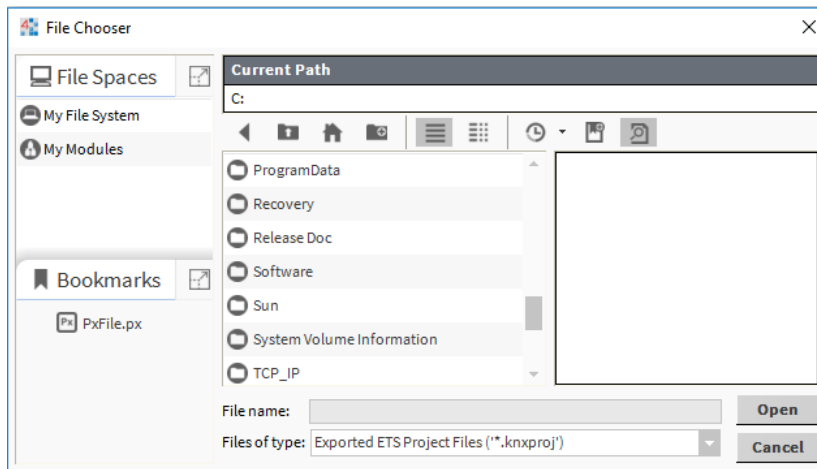 File Chooser
File Spaces
My File System
My Modules
Bookmarks
Px PxFile.px
Current Path
C:
ProgramData
Recovery
Release Doc
Software
Sun
System Volume Information
TCP_IP
File name:
Files of type: Exported ETS Project Files ('*.knxproj')
Open
Cancel